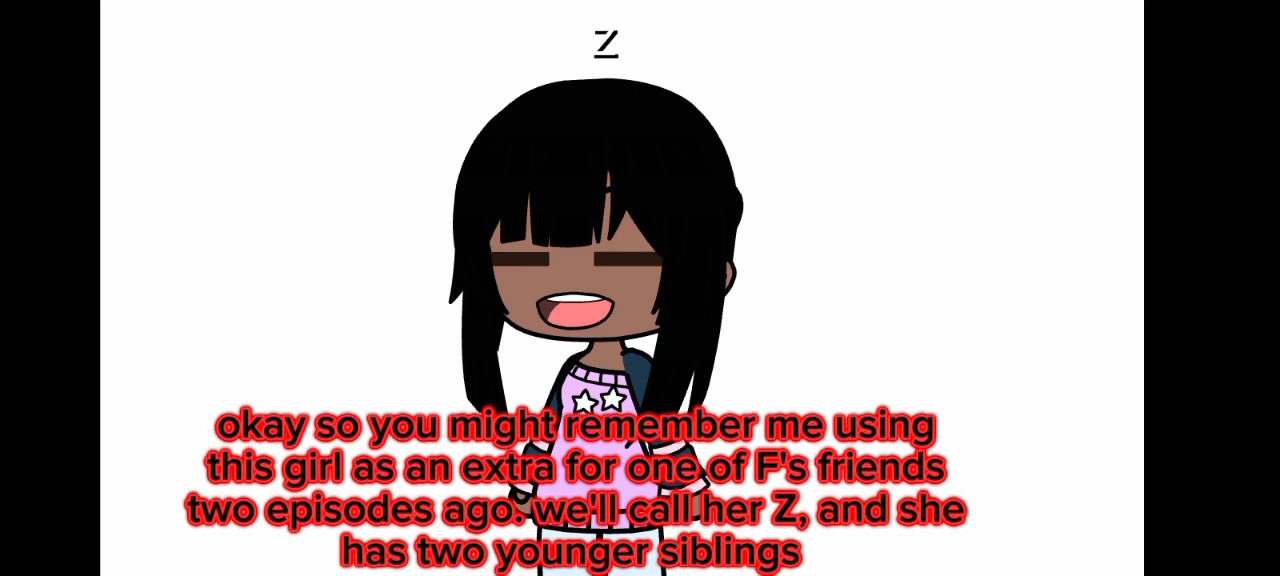 Z
okay so you might remember me using
this girl as an extra for one of F's friends
two episodes ago. we'll call her Z, and she
has two younger siblings